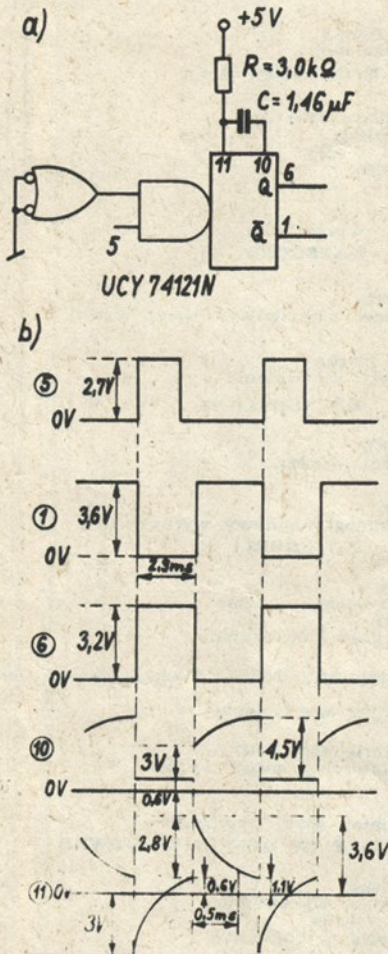 a)
+5V
R = 3,0kΩ
C = 1,46μF
11 10
6
Q
5
1
Q̅
UCY 74121N
b)
5
2,7V
0V
1
3,6V
0V
2,3ms
6
3,2V
0V
10
3V
4,5V
0V
0,6V
2,8V
3,6V
11 0V
0,6V
1,1V
3V
0,5ms